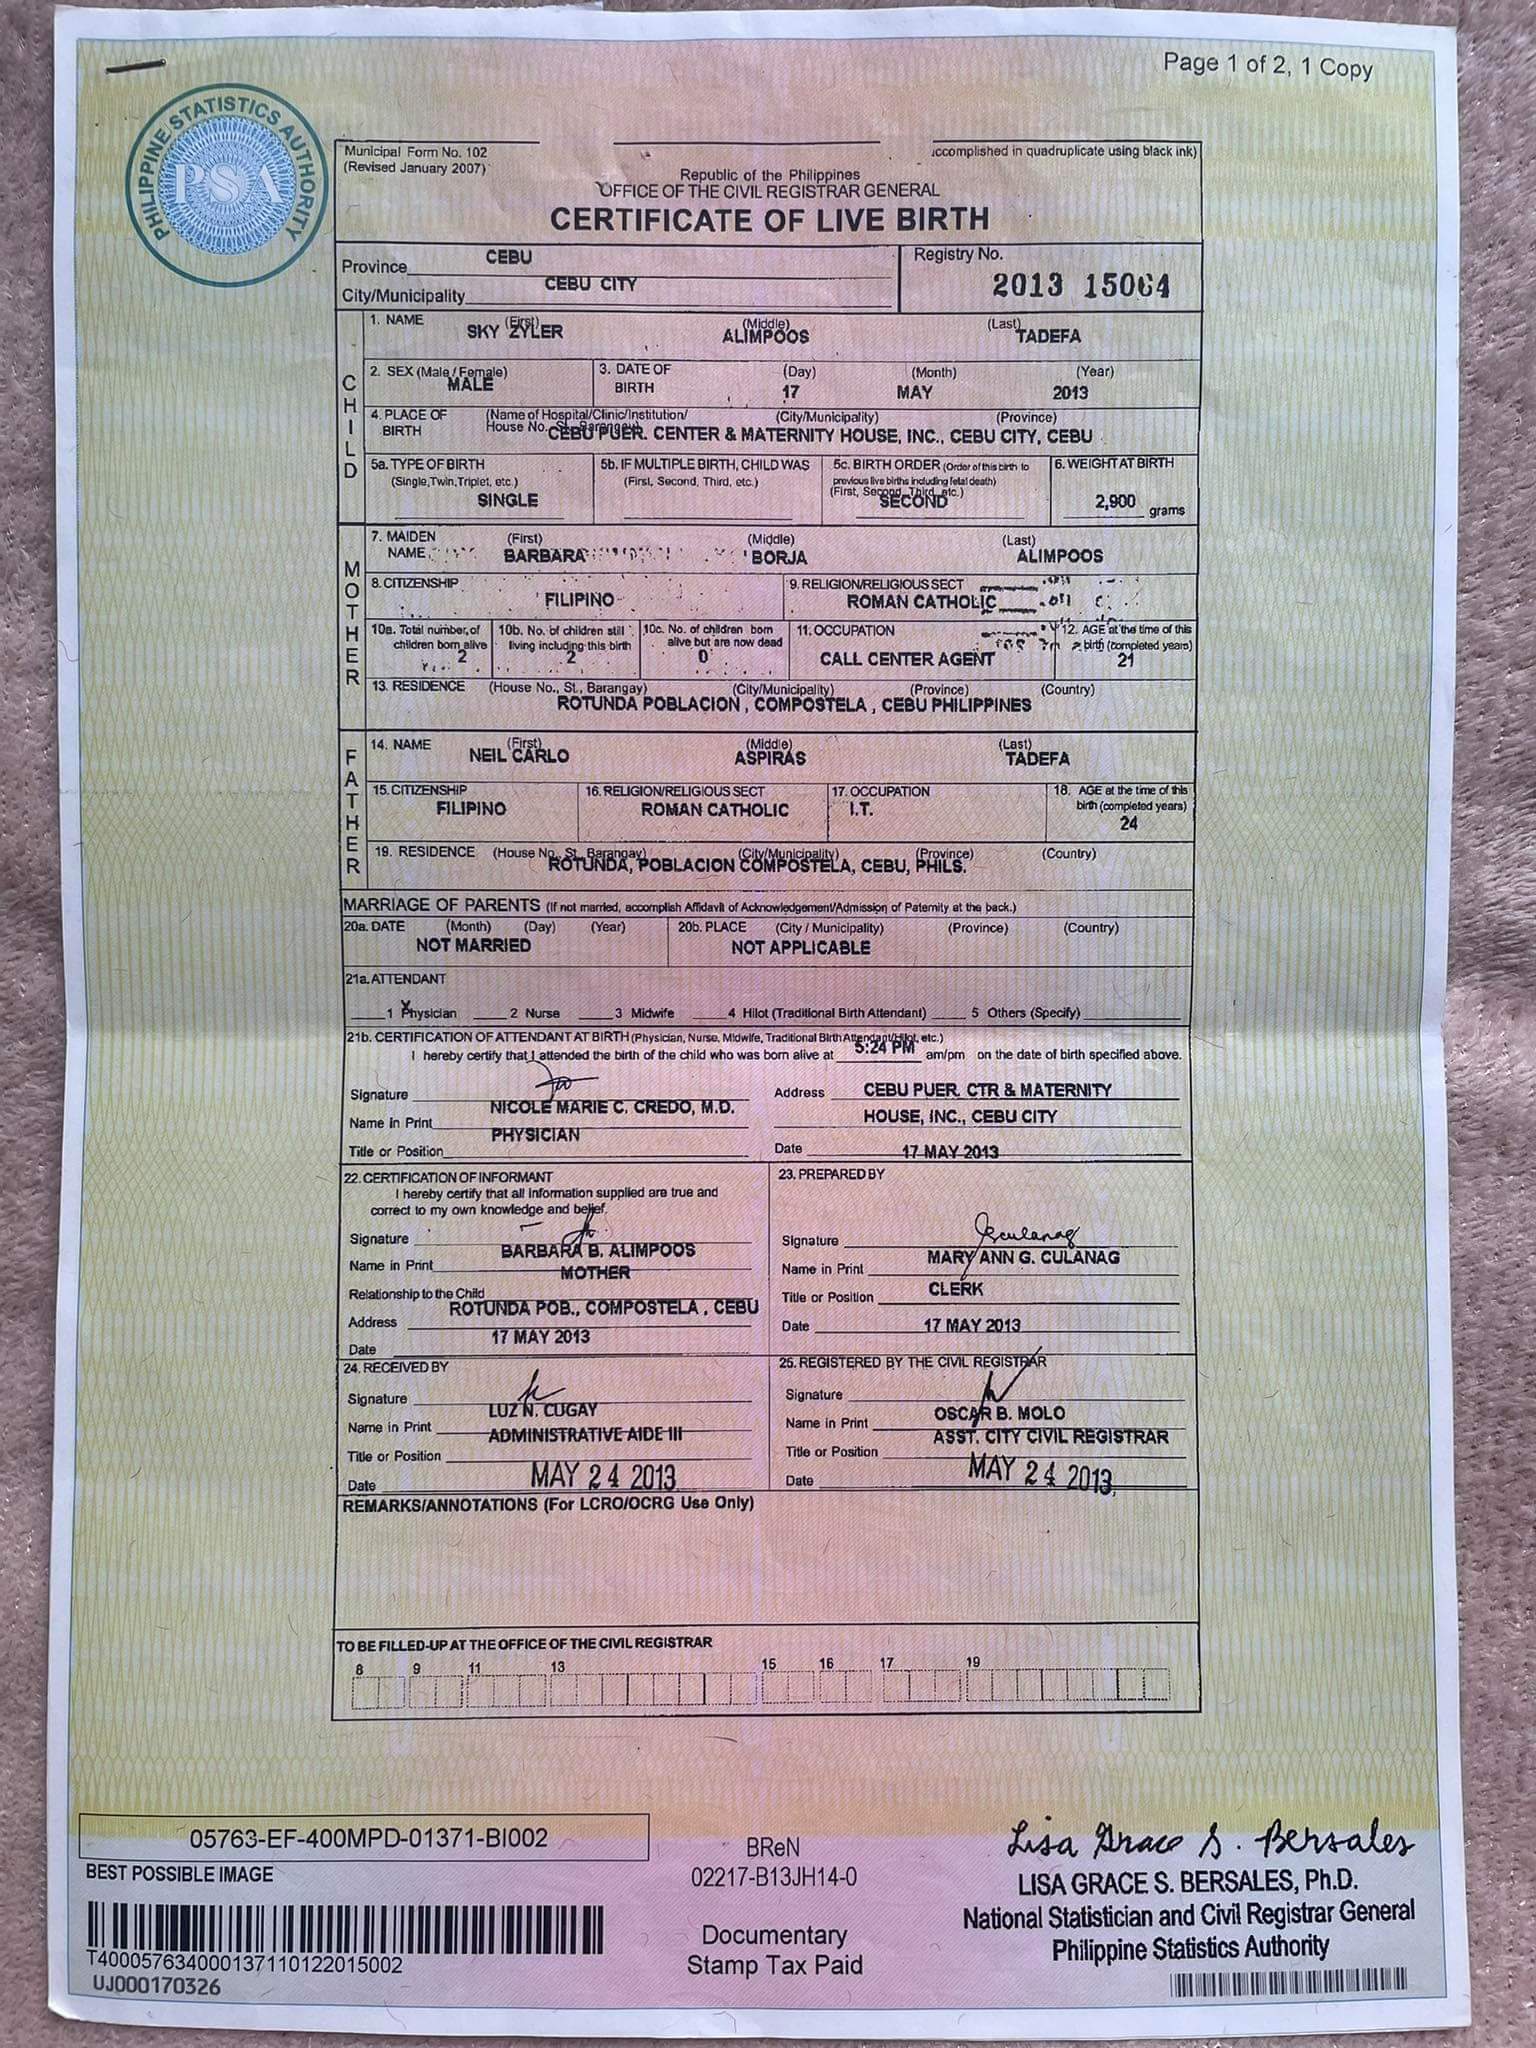 Page 1 of 2, 1 Copy
PHILIPPINE STATISTICS AUTHORITY
PSA
Municipal Form No. 102
(Revised January 2007)
accomplished in quadruplicate using black ink)
Republic of the Philippines
OFFICE OF THE CIVIL REGISTRAR GENERAL
CERTIFICATE OF LIVE BIRTH
Province CEBU
City/Municipality CEBU CITY
Registry No.
2013 15064
CHILD
1. NAME (First) (Middle) (Last)
SKY ZYLER ALIMPOOS TADEFA
2. SEX (Male / Female)
MALE
3. DATE OF BIRTH (Day) (Month) (Year)
17 MAY 2013
4. PLACE OF BIRTH (Name of Hospital/Clinic/Institution/ House No., St., Barangay) (City/Municipality) (Province)
CEBU PUER. CENTER & MATERNITY HOUSE, INC., CEBU CITY, CEBU
5a. TYPE OF BIRTH
(Single,Twin,Triplet, etc.)
SINGLE
5b. IF MULTIPLE BIRTH, CHILD WAS
(First, Second, Third, etc.)
5c. BIRTH ORDER (Order of this birth to
previous live births including fetal death)
(First, Second, Third, etc.)
SECOND
6. WEIGHT AT BIRTH
2,900 grams
MOTHER
7. MAIDEN NAME (First) (Middle) (Last)
BARBARA BORJA ALIMPOOS
8. CITIZENSHIP
FILIPINO
9. RELIGION/RELIGIOUS SECT
ROMAN CATHOLIC
10a. Total number of
children born alive
2
10b. No. of children still
living including this birth
2
10c. No. of children born
alive but are now dead
0
11. OCCUPATION
CALL CENTER AGENT
12. AGE at the time of this
birth (completed years)
21
13. RESIDENCE (House No., St., Barangay) (City/Municipality) (Province) (Country)
ROTUNDA POBLACION , COMPOSTELA , CEBU PHILIPPINES
FATHER
14. NAME (First) (Middle) (Last)
NEIL CARLO ASPIRAS TADEFA
15. CITIZENSHIP
FILIPINO
16. RELIGION/RELIGIOUS SECT
ROMAN CATHOLIC
17. OCCUPATION
I.T.
18. AGE at the time of this
birth (completed years)
24
19. RESIDENCE (House No., St., Barangay) (City/Municipality) (Province) (Country)
ROTUNDA, POBLACION COMPOSTELA, CEBU, PHILS.
MARRIAGE OF PARENTS (If not married, accomplish Affidavit of Acknowledgement/Admission of Paternity at the back.)
20a. DATE (Month) (Day) (Year)
NOT MARRIED
20b. PLACE (City / Municipality) (Province) (Country)
NOT APPLICABLE
21a. ATTENDANT
X
1 Physician 2 Nurse 3 Midwife 4 Hilot (Traditional Birth Attendant) 5 Others (Specify)
21b. CERTIFICATION OF ATTENDANT AT BIRTH (Physician, Nurse, Midwife, Traditional Birth Attendant/Hilot, etc.)
I hereby certify that I attended the birth of the child who was born alive at 5:24 PM am/pm on the date of birth specified above.
Signature
Name in Print NICOLE MARIE C. CREDO, M.D.
Title or Position PHYSICIAN
Address CEBU PUER. CTR & MATERNITY
HOUSE, INC., CEBU CITY
Date 17 MAY 2013
22. CERTIFICATION OF INFORMANT
I hereby certify that all information supplied are true and
correct to my own knowledge and belief.
Signature
Name in Print BARBARA B. ALIMPOOS
Relationship to the Child MOTHER
Address ROTUNDA POB., COMPOSTELA , CEBU
Date 17 MAY 2013
23. PREPARED BY
Signature
Name in Print MARY ANN G. CULANAG
Title or Position CLERK
Date 17 MAY 2013
24. RECEIVED BY
Signature
Name in Print LUZ N. CUGAY
Title or Position ADMINISTRATIVE AIDE III
Date MAY 24 2013
25. REGISTERED BY THE CIVIL REGISTRAR
Signature
Name in Print OSCAR B. MOLO
Title or Position ASST. CITY CIVIL REGISTRAR
Date MAY 24 2013
REMARKS/ANNOTATIONS (For LCRO/OCRG Use Only)
TO BE FILLED-UP AT THE OFFICE OF THE CIVIL REGISTRAR
8 9 11 13 15 16 17 19
05763-EF-400MPD-01371-BI002
BEST POSSIBLE IMAGE
T400057634000137110122015002
UJ000170326
BReN
02217-B13JH14-0
Documentary
Stamp Tax Paid
Lisa Grace S. Bersales
LISA GRACE S. BERSALES, Ph.D.
National Statistician and Civil Registrar General
Philippine Statistics Authority